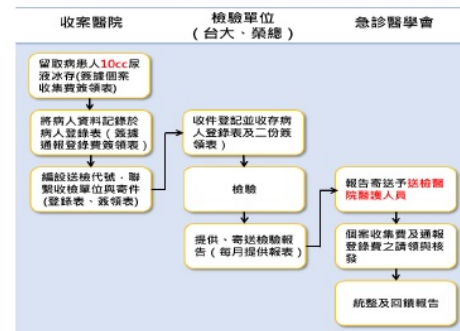 收案醫院
檢驗單位
（台大、榮總）
急診醫學會
留取病患人10cc尿
液冰存(簽據個案
收集費簽領表)
將病人資料記錄於
病人登錄表（簽據
通報登錄費簽領表）
編設送檢代號，聯
繫收檢單位與寄件
(登錄表、簽領表)
收件登記並收存病
人登錄表及二份簽
領表）
檢驗
提供、寄送檢驗報
告（每月提供報表）
報告寄送予送檢醫
院醫護人員
個案收集費及通報
登錄費之請領與核
發
統整及回饋報告